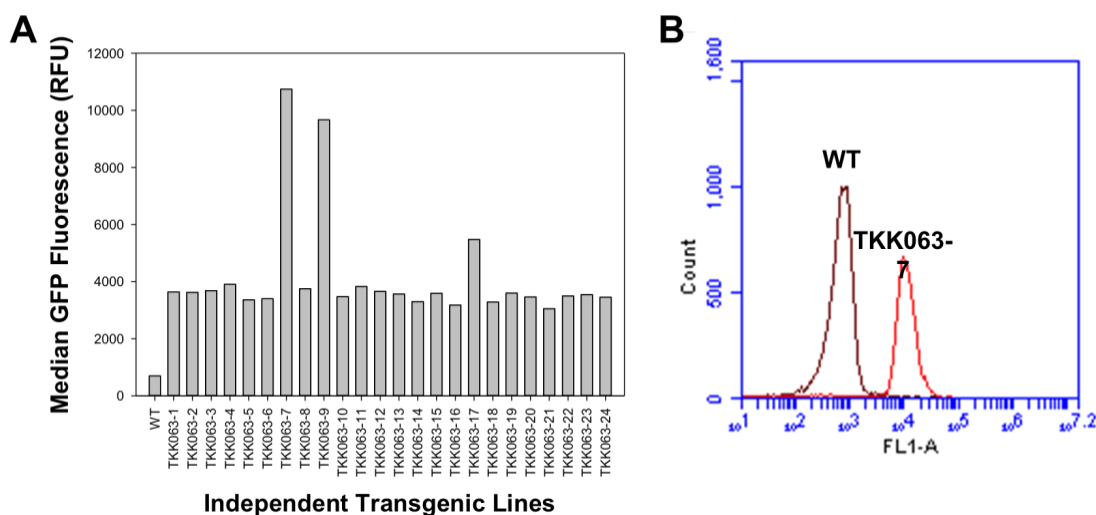 A
Median GFP Fluorescence (RFU)
12000
10000
8000
6000
4000
2000
0
WT
TKK063-1
TKK063-2
TKK063-3
TKK063-4
TKK063-5
TKK063-6
TKK063-7
TKK063-8
TKK063-9
TKK063-10
TKK063-11
TKK063-12
TKK063-13
TKK063-14
TKK063-15
TKK063-16
TKK063-17
TKK063-18
TKK063-19
TKK063-20
TKK063-21
TKK063-22
TKK063-23
TKK063-24
Independent Transgenic Lines
B
1,600
1,000
500
0
Count
WT
TKK063-
7
101
102
103
104
105
106
107.2
FL1-A